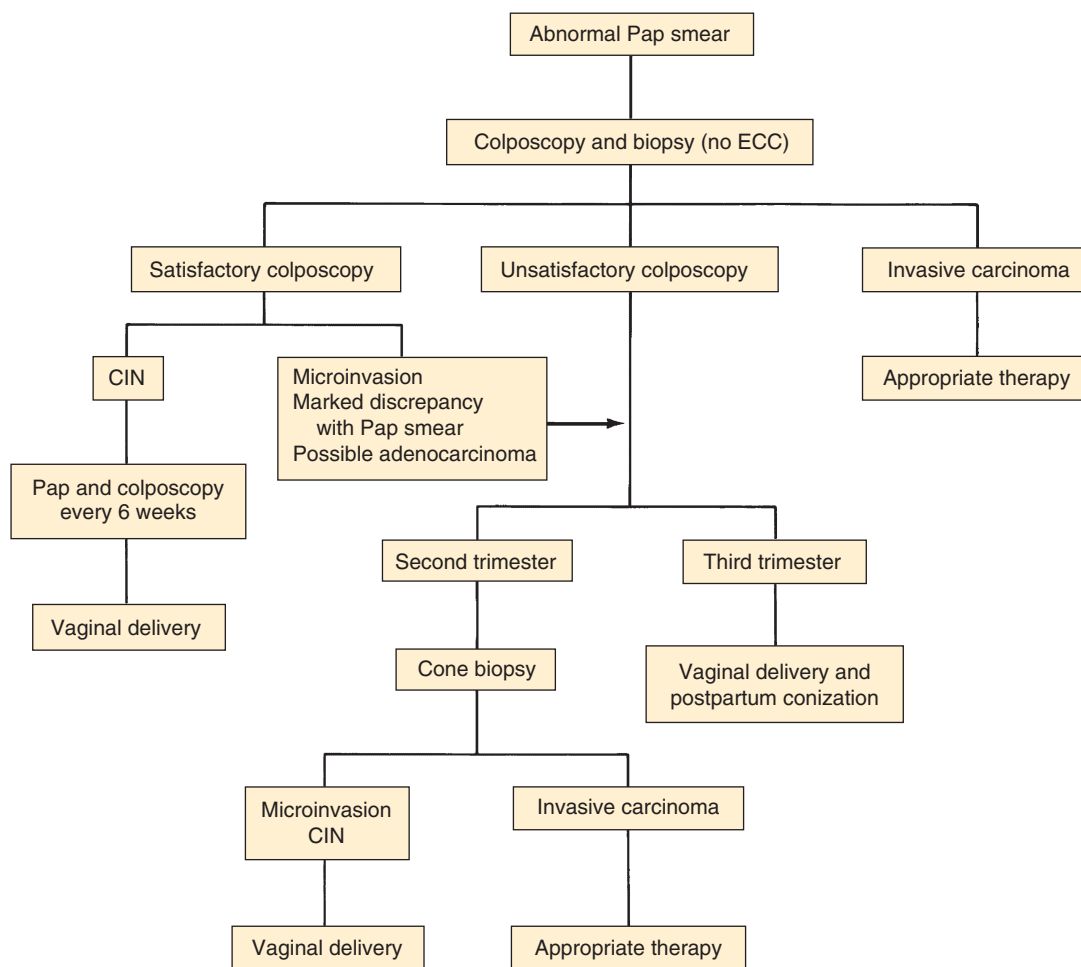 Abnormal Pap smear
Colposcopy and biopsy (no ECC)
Satisfactory colposcopy
Unsatisfactory colposcopy
Invasive carcinoma
CIN
Microinvasion
Marked discrepancy
with Pap smear
Possible adenocarcinoma
Appropriate therapy
Pap and colposcopy
every 6 weeks
Second trimester
Third trimester
Vaginal delivery
Cone biopsy
Vaginal delivery and
postpartum conization
Microinvasion
CIN
Invasive carcinoma
Vaginal delivery
Appropriate therapy